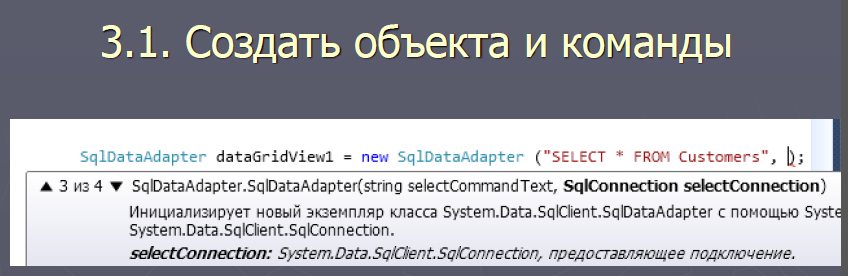 3.1. Создать объекта и команды
SqlDataAdapter dataGridView1 = new SqlDataAdapter ("SELECT * FROM Customers", );
▲ 3 из 4 ▼ SqlDataAdapter.SqlDataAdapter(string selectCommandText, SqlConnection selectConnection)
Инициализирует новый экземпляр класса System.Data.SqlClient.SqlDataAdapter с помощью Syste
System.Data.SqlClient.SqlConnection.
selectConnection: System.Data.SqlClient.SqlConnection, предоставляющее подключение.